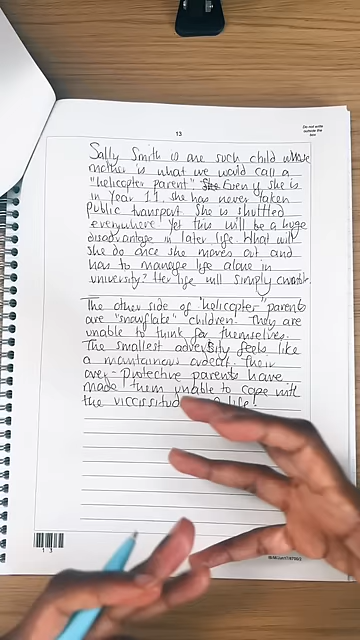 13
Do not write
outside the
box
Sally Smith is are such child whose
mother is what we would call a
"helicopter parent". She Even if she is
in Year 11, she has never taken
public transport. She is shuttled
everywhere! Yet this will be a huge
disadvantage in later life. What will
she do once she moves out and
has to manage life alone in
university? Her life will simply crumble.
The other side of "helicopter" parents
are "snowflake" children. They are
unable to think for themselves.
The smallest adversity feels like
a mountainous ordeal. Their
over-protective parents have
made them unable to cope with
the viccissitud life!
13